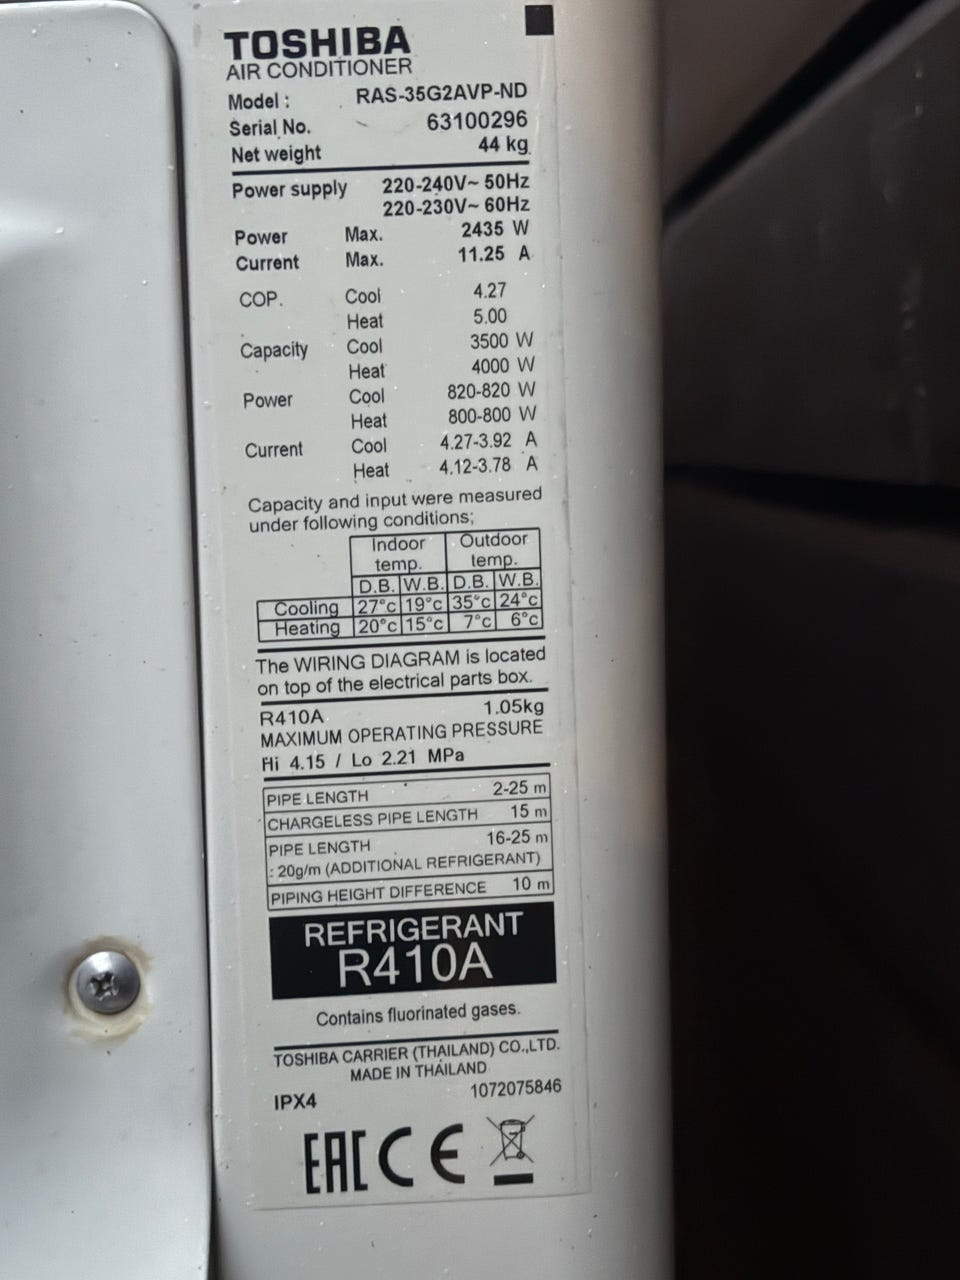 TOSHIBA
AIR CONDITIONER
Model : RAS-35G2AVP-ND
Serial No. 63100296
Net weight 44 kg
Power supply 220-240V~ 50Hz
220-230V~ 60Hz
Power Max. 2435 W
Current Max. 11.25 A
COP. Cool 4.27
Heat 5.00
Capacity Cool 3500 W
Heat 4000 W
Power Cool 820-820 W
Heat 800-800 W
Current Cool 4.27-3.92 A
Heat 4.12-3.78 A
Capacity and input were measured
under following conditions;
Indoor temp. Outdoor temp.
D.B. W.B. D.B. W.B.
Cooling 27°c 19°c 35°c 24°c
Heating 20°c 15°c 7°c 6°c
The WIRING DIAGRAM is located
on top of the electrical parts box.
R410A 1.05kg
MAXIMUM OPERATING PRESSURE
Hi 4.15 / Lo 2.21 MPa
PIPE LENGTH 2-25 m
CHARGELESS PIPE LENGTH 15 m
PIPE LENGTH 16-25 m
: 20g/m (ADDITIONAL REFRIGERANT)
PIPING HEIGHT DIFFERENCE 10 m
REFRIGERANT
R410A
Contains fluorinated gases.
TOSHIBA CARRIER (THAILAND) CO.,LTD.
MADE IN THAILAND
IPX4 1072075846
EAC CE